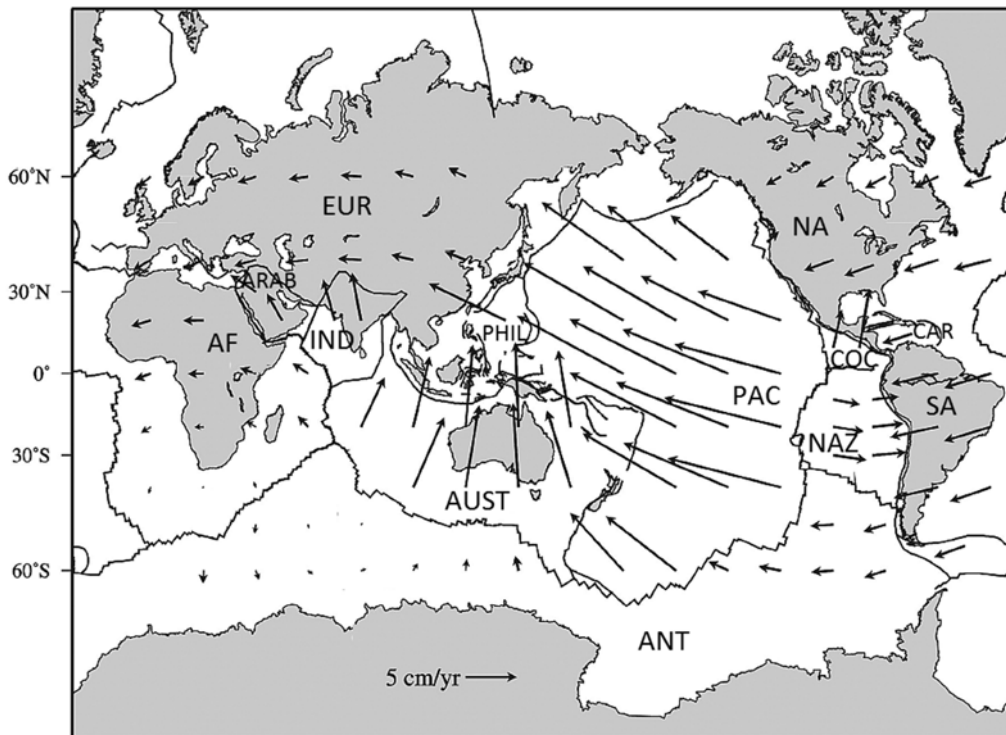 60°N
EUR
NA
ARAB
30°N
AF
IND
PHIL
CAR
COC
0°
PAC
SA
NAZ
30°S
AUST
60°S
ANT
5 cm/yr